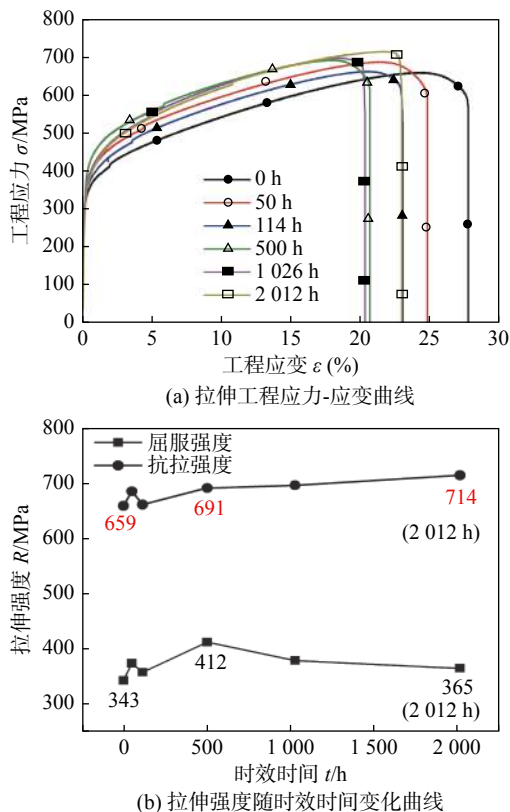 800
700
600
500
400
300
200
100
0
工程应力 σ/MPa
0 h
50 h
114 h
500 h
1 026 h
2 012 h
0 5 10 15 20 25 30
工程应变 ε (%)
(a) 拉伸工程应力-应变曲线
800
700
600
500
400
300
拉伸强度 R/MPa
屈服强度
抗拉强度
659
691
714
(2 012 h)
343
412
365
(2 012 h)
0 500 1 000 1 500 2 000
时效时间 t/h
(b) 拉伸强度随时效时间变化曲线